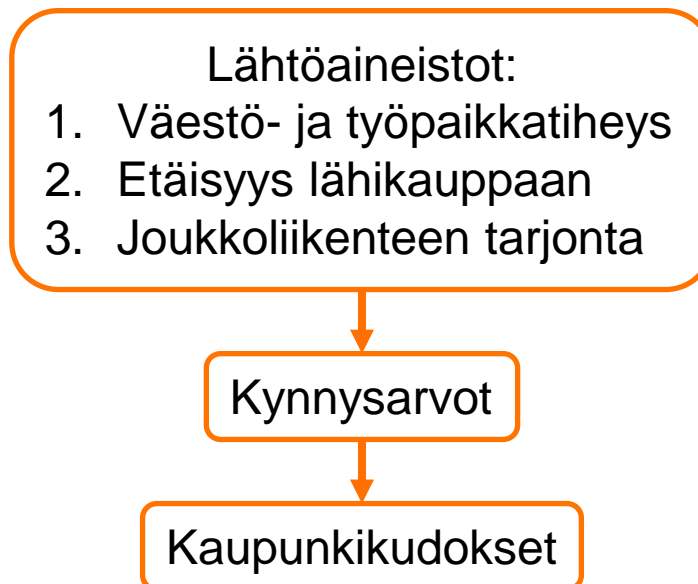 Lähtöaineistot:
1. Väestö- ja työpaikkatiheys
2. Etäisyys lähikauppaan
3. Joukkoliikenteen tarjonta
Kynnysarvot
Kaupunkikudokset